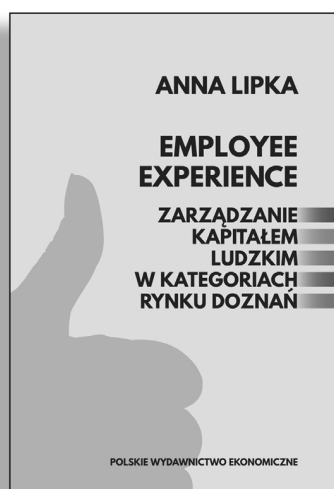 ANNA LIPKA
EMPLOYEE
EXPERIENCE
ZARZĄDZANIE
KAPITAŁEM
LUDZKIM
W KATEGORIACH
RYNKU DOZNAŃ
POLSKIE WYDAWNICTWO EKONOMICZNE